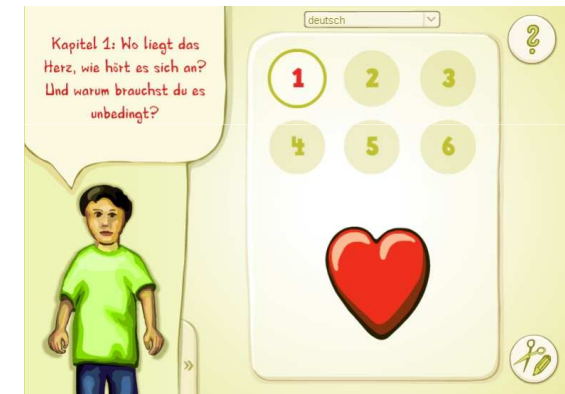 Kapitel 1: Wo liegt das
Herz, wie hört es sich an?
Und warum brauchst du es
unbedingt?
deutsch
1 2 3
4 5 6
?
»